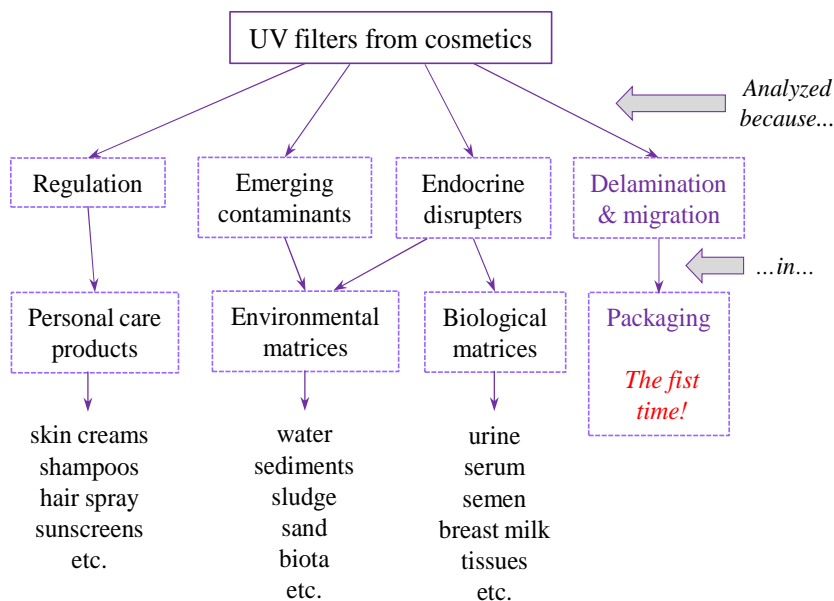 UV filters from cosmetics
Analyzed
because...
Regulation
Emerging
contaminants
Endocrine
disrupters
Delamination
& migration
...in...
Personal care
products
Environmental
matrices
Biological
matrices
Packaging
The fist
time!
skin creams
shampoos
hair spray
sunscreens
etc.
water
sediments
sludge
sand
biota
etc.
urine
serum
semen
breast milk
tissues
etc.